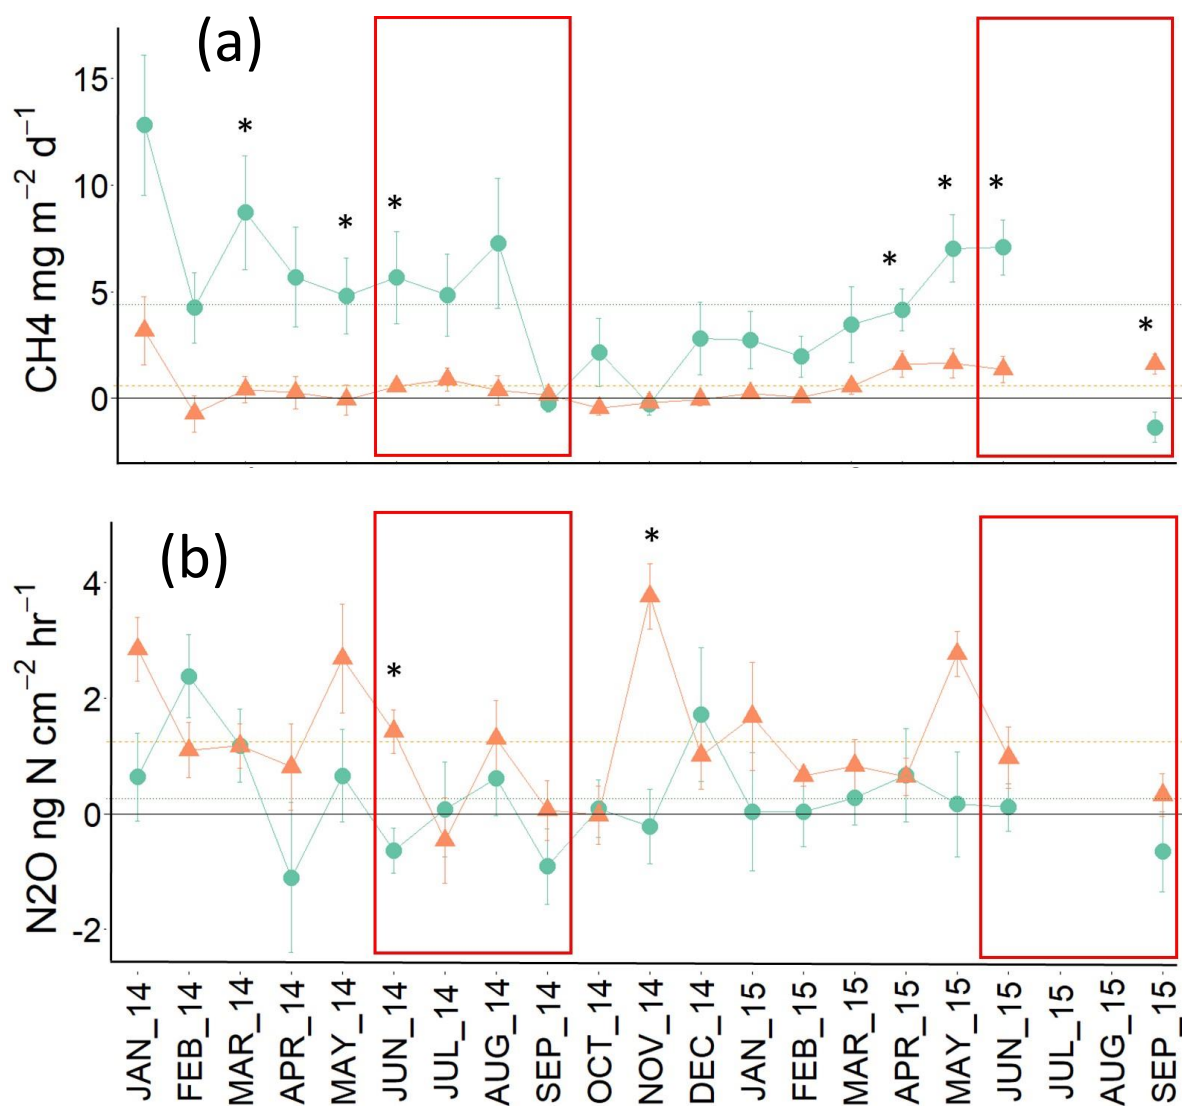 (a)
CH4 mg m−2 d−1
15
10
5
0
*
*
*
*
*
*
*
(b)
N2O ng N cm−2 hr−1
4
2
0
-2
*
*
JAN_14
FEB_14
MAR_14
APR_14
MAY_14
JUN_14
JUL_14
AUG_14
SEP_14
OCT_14
NOV_14
DEC_14
JAN_15
FEB_15
MAR_15
APR_15
MAY_15
JUN_15
JUL_15
AUG_15
SEP_15